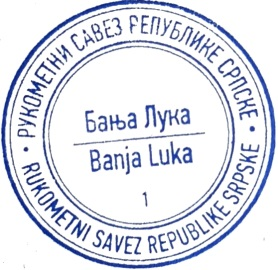 • РУКОМЕТНИ САВЕЗ РЕПУБЛИКЕ СРПСКЕ •
Бања Лука
Banja Luka
1
RUKOMETNI SAVEZ REPUBLIKE SRPSKE